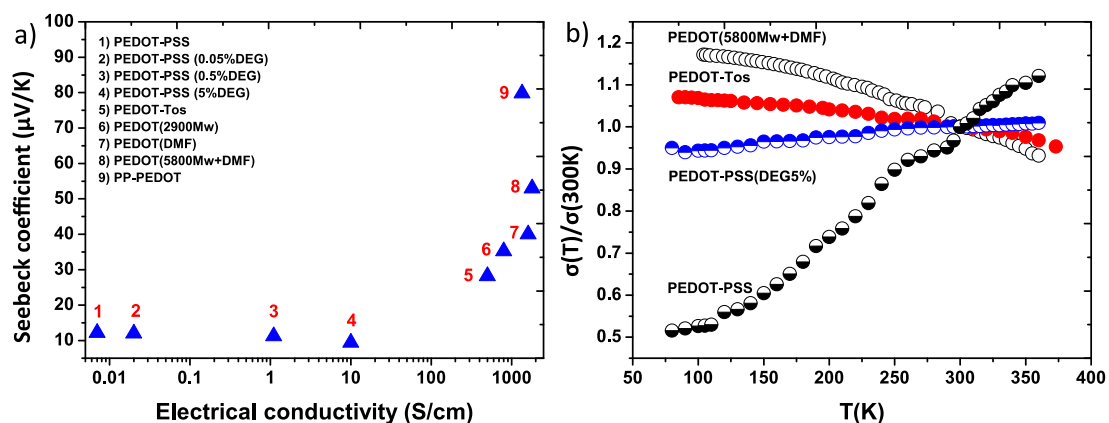 a)
Seebeck coefficient (µV/K)
100
90
80
70
60
50
40
30
20
10
1) PEDOT-PSS
2) PEDOT-PSS (0.05%DEG)
3) PEDOT-PSS (0.5%DEG)
4) PEDOT-PSS (5%DEG)
5) PEDOT-Tos
6) PEDOT(2900Mw)
7) PEDOT(DMF)
8) PEDOT(5800Mw+DMF)
9) PP-PEDOT
9
8
7
6
5
1 2 3 4
0.01 0.1 1 10 100 1000
Electrical conductivity (S/cm)
b)
σ(T)/σ(300K)
1.2
1.1
1.0
0.9
0.8
0.7
0.6
0.5
PEDOT(5800Mw+DMF)
PEDOT-Tos
PEDOT-PSS(DEG5%)
PEDOT-PSS
50 100 150 200 250 300 350 400
T(K)